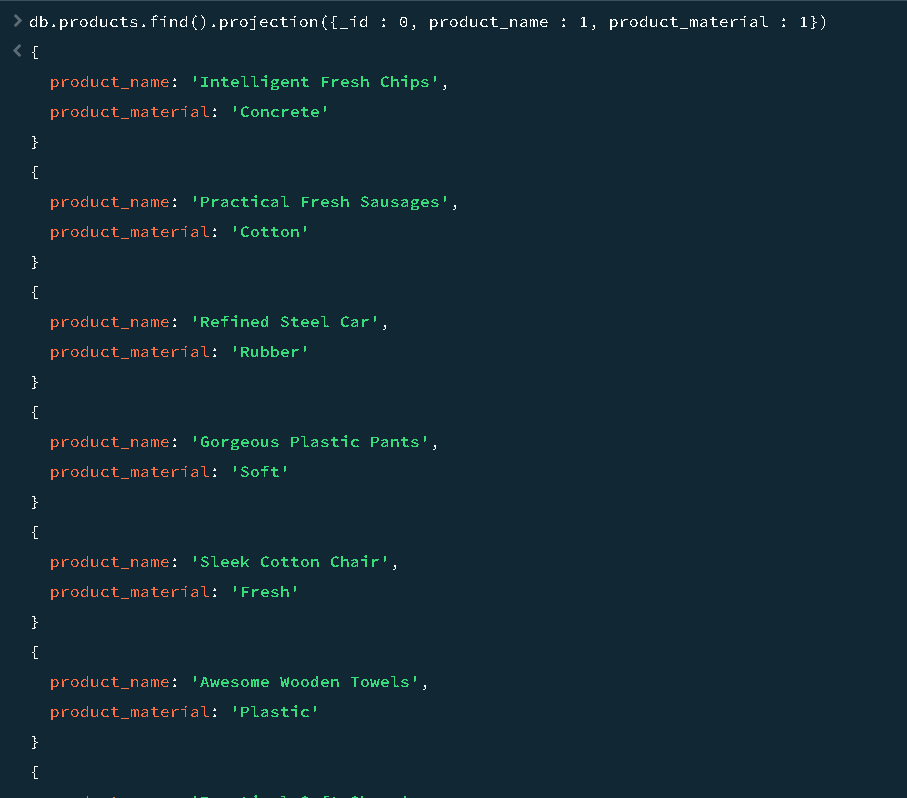 > db.products.find().projection({_id : 0, product_name : 1, product_material : 1})
< {
product_name: 'Intelligent Fresh Chips',
product_material: 'Concrete'
}
{
product_name: 'Practical Fresh Sausages',
product_material: 'Cotton'
}
{
product_name: 'Refined Steel Car',
product_material: 'Rubber'
}
{
product_name: 'Gorgeous Plastic Pants',
product_material: 'Soft'
}
{
product_name: 'Sleek Cotton Chair',
product_material: 'Fresh'
}
{
product_name: 'Awesome Wooden Towels',
product_material: 'Plastic'
}
{